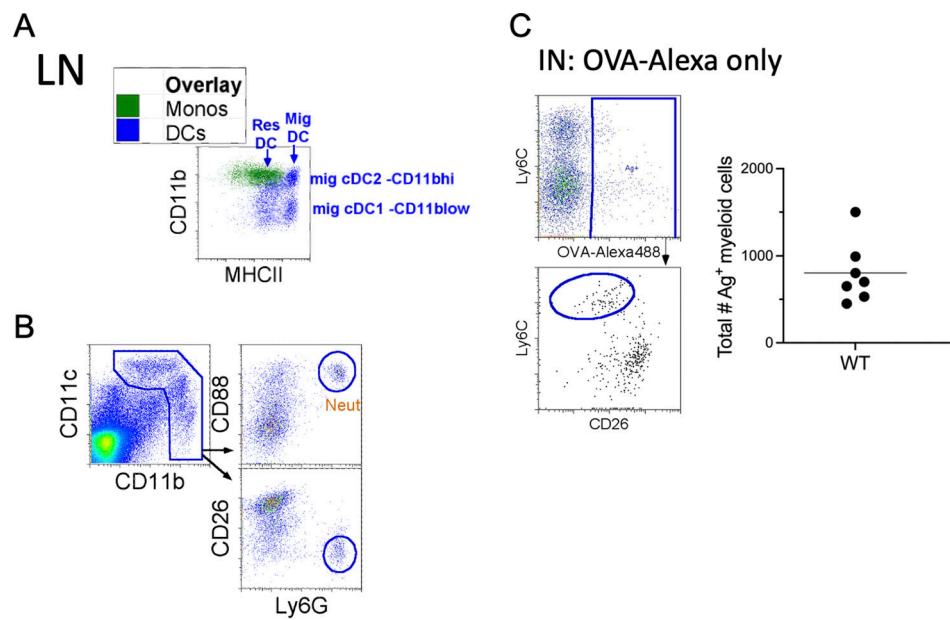 A
LN
Overlay
Monos
DCs
Res
DC
Mig
DC
mig cDC2 -CD11bhi
mig cDC1 -CD11blow
CD11b
MHCII
B
CD11c
CD11b
CD88
Neut
CD26
Ly6G
C
IN: OVA-Alexa only
Ly6C
Ag+
OVA-Alexa488
Ly6C
CD26
Total # Ag⁺ myeloid cells
2000
1000
0
WT